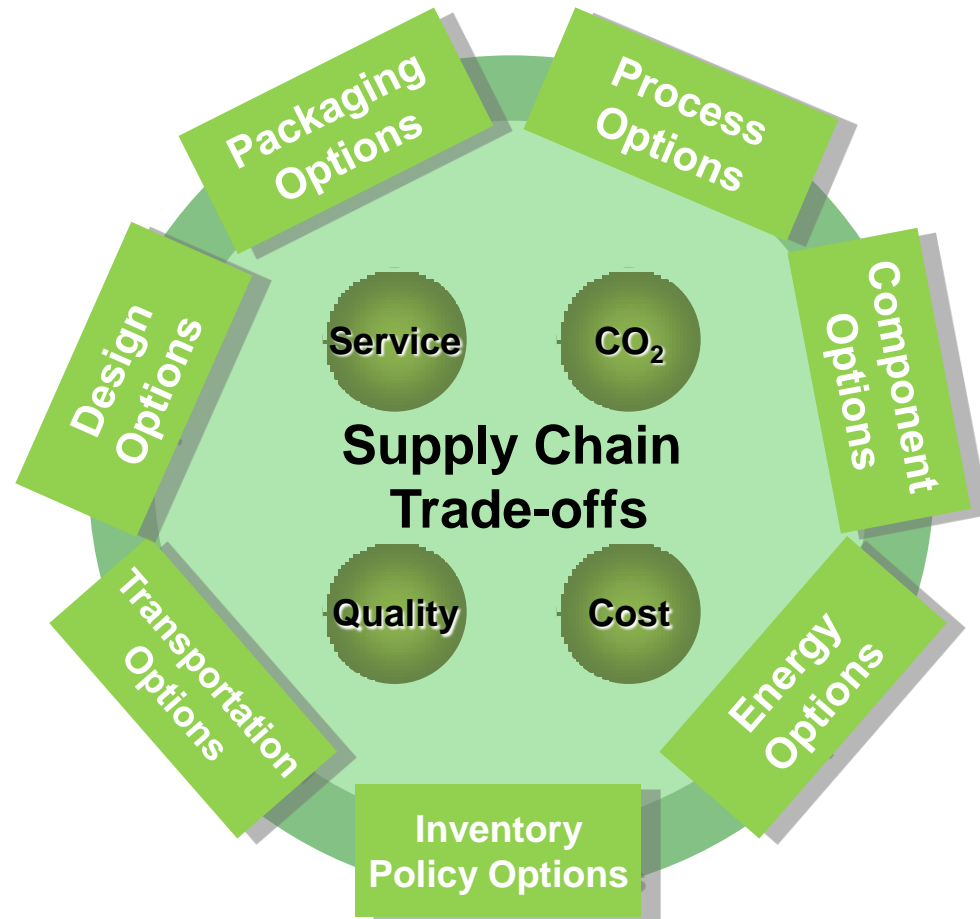 Packaging
Options
Process
Options
Design
Options
Component
Options
Service
CO₂
Supply Chain
Trade-offs
Quality
Cost
Transportation
Options
Energy
Options
Inventory
Policy Options